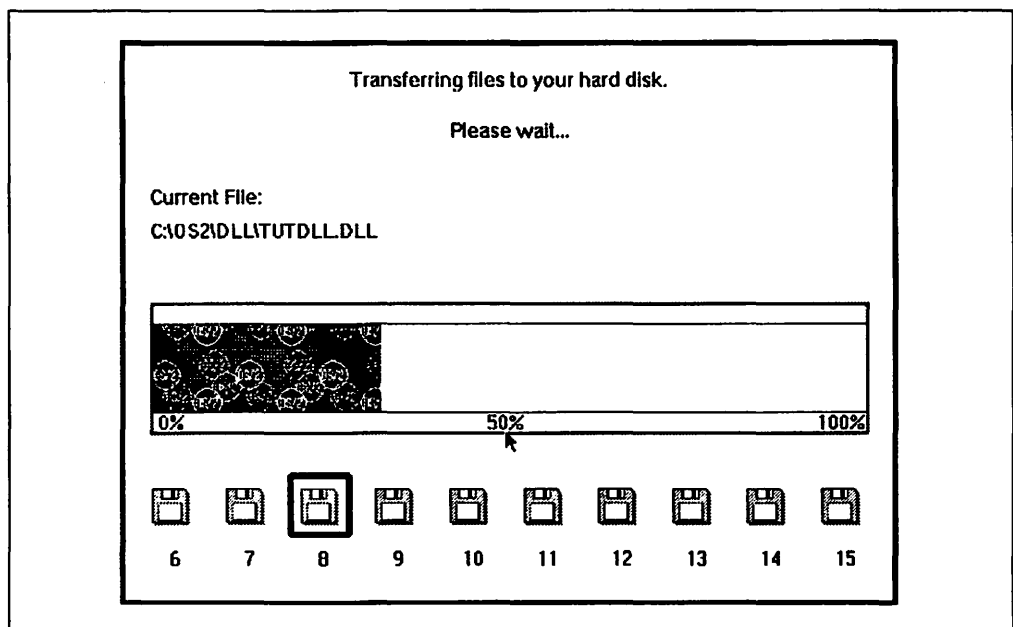 Transferring files to your hard disk.
Please wait...
Current File:
C:\OS2\DLL\TUTDLL.DLL
0% 50% 100%
6 7 8 9 10 11 12 13 14 15